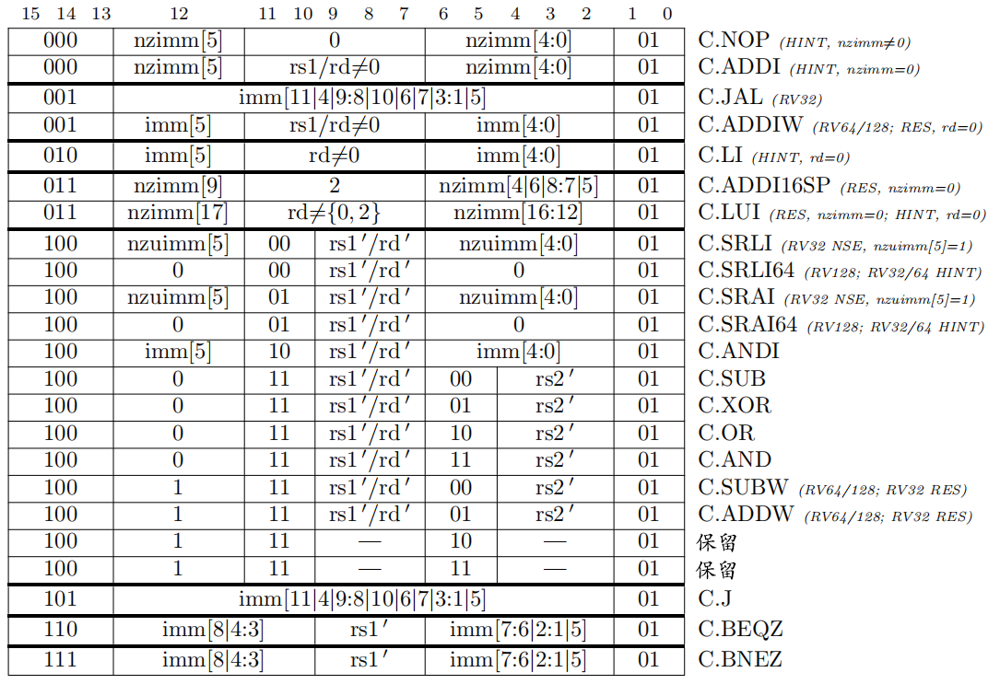 15 14 13 12 11 10 9 8 7 6 5 4 3 2 1 0
000 nzimm[5] 0 nzimm[4:0] 01 C.NOP (HINT, nzimm≠0)
000 nzimm[5] rs1/rd≠0 nzimm[4:0] 01 C.ADDI (HINT, nzimm=0)
001 imm[11|4|9:8|10|6|7|3:1|5] 01 C.JAL (RV32)
001 imm[5] rs1/rd≠0 imm[4:0] 01 C.ADDIW (RV64/128; RES, rd=0)
010 imm[5] rd≠0 imm[4:0] 01 C.LI (HINT, rd=0)
011 nzimm[9] 2 nzimm[4|6|8:7|5] 01 C.ADDI16SP (RES, nzimm=0)
011 nzimm[17] rd≠{0, 2} nzimm[16:12] 01 C.LUI (RES, nzimm=0; HINT, rd=0)
100 nzuimm[5] 00 rs1′/rd′ nzuimm[4:0] 01 C.SRLI (RV32 NSE, nzuimm[5]=1)
100 0 00 rs1′/rd′ 0 01 C.SRLI64 (RV128; RV32/64 HINT)
100 nzuimm[5] 01 rs1′/rd′ nzuimm[4:0] 01 C.SRAI (RV32 NSE, nzuimm[5]=1)
100 0 01 rs1′/rd′ 0 01 C.SRAI64 (RV128; RV32/64 HINT)
100 imm[5] 10 rs1′/rd′ imm[4:0] 01 C.ANDI
100 0 11 rs1′/rd′ 00 rs2′ 01 C.SUB
100 0 11 rs1′/rd′ 01 rs2′ 01 C.XOR
100 0 11 rs1′/rd′ 10 rs2′ 01 C.OR
100 0 11 rs1′/rd′ 11 rs2′ 01 C.AND
100 1 11 rs1′/rd′ 00 rs2′ 01 C.SUBW (RV64/128; RV32 RES)
100 1 11 rs1′/rd′ 01 rs2′ 01 C.ADDW (RV64/128; RV32 RES)
100 1 11 — 10 — 01 保留
100 1 11 — 11 — 01 保留
101 imm[11|4|9:8|10|6|7|3:1|5] 01 C.J
110 imm[8|4:3] rs1′ imm[7:6|2:1|5] 01 C.BEQZ
111 imm[8|4:3] rs1′ imm[7:6|2:1|5] 01 C.BNEZ